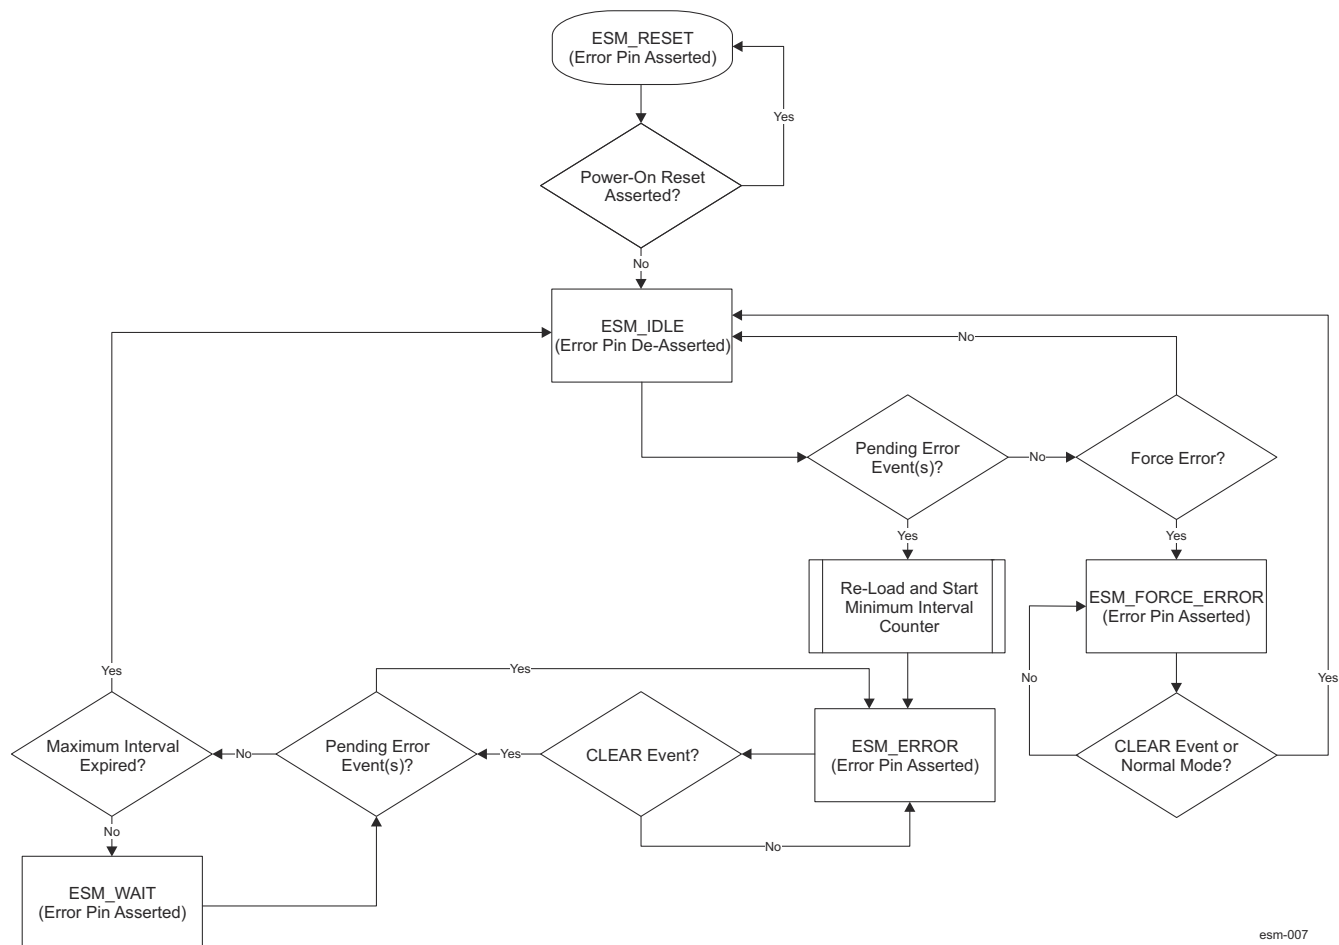 ESM_RESET
(Error Pin Asserted)
Yes
Power-On Reset
Asserted?
No
ESM_IDLE
(Error Pin De-Asserted)
No
Pending Error
Event(s)?
No
Force Error?
Yes
Yes
Re-Load and Start
Minimum Interval
Counter
ESM_FORCE_ERROR
(Error Pin Asserted)
Yes
Yes
No
Yes
Maximum Interval
Expired?
No
Pending Error
Event(s)?
Yes
CLEAR Event?
ESM_ERROR
(Error Pin Asserted)
CLEAR Event or
Normal Mode?
No
No
ESM_WAIT
(Error Pin Asserted)
esm-007